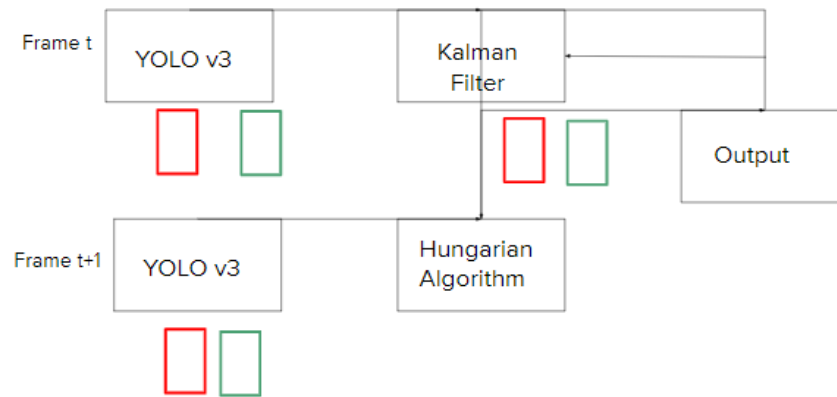 Frame t
YOLO v3
Kalman
Filter
Output
Frame t+1
YOLO v3
Hungarian
Algorithm